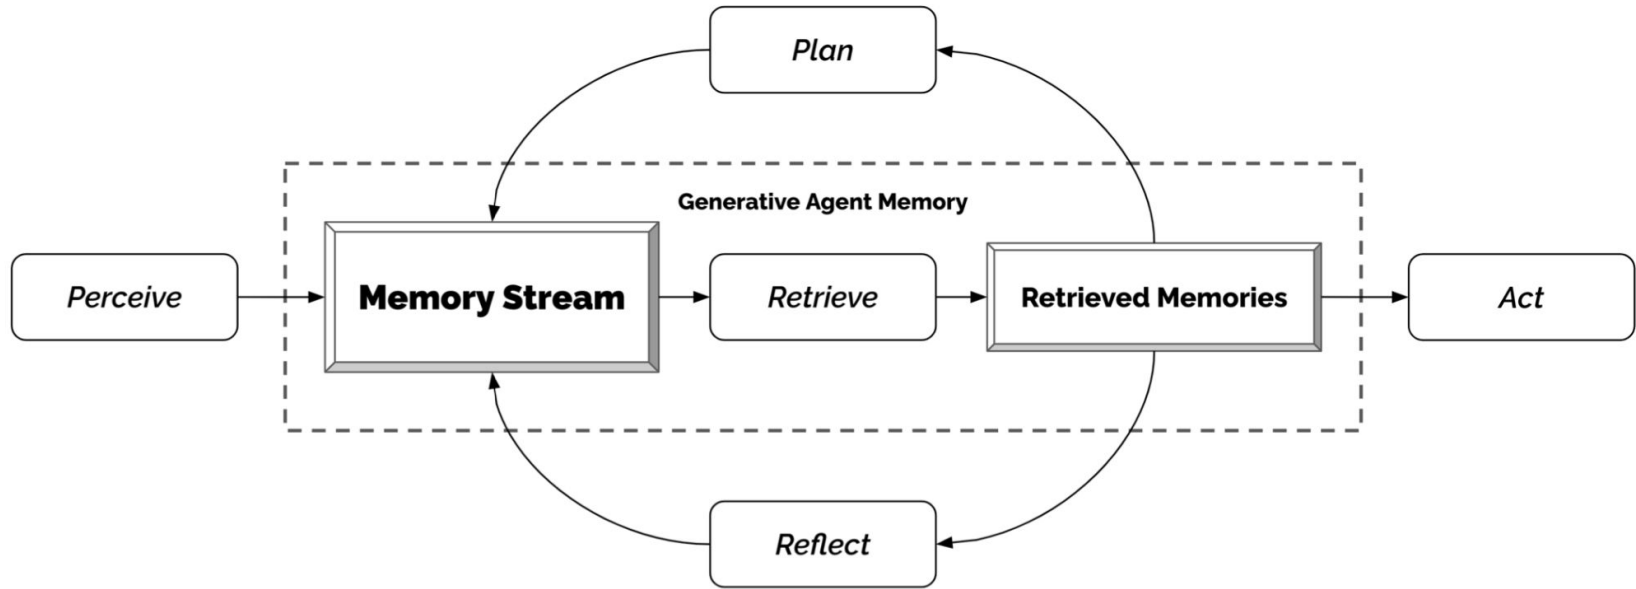 Plan
Generative Agent Memory
Perceive
Memory Stream
Retrieve
Retrieved Memories
Act
Reflect